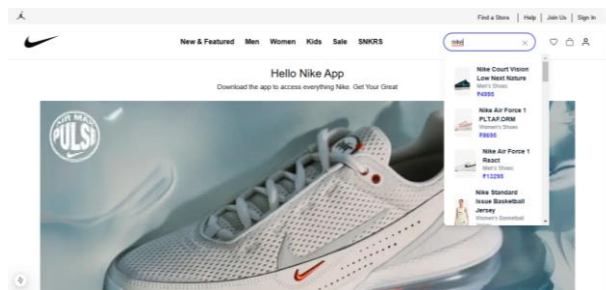 Find a Store | Help | Join Us | Sign In
New & Featured Men Women Kids Sale SNKRS
nike
Hello Nike App
Download the app to access everything Nike. Get Your Great
AIR MAX
PULSE
Nike Court Vision
Low Next Nature
Men's Shoes
₹4995
Nike Air Force 1
PLTAF.ORM
Women's Shoes
₹8695
Nike Air Force 1
React
Men's Shoes
₹13295
Nike Standard
Issue Basketball
Jersey
Women's Basketball